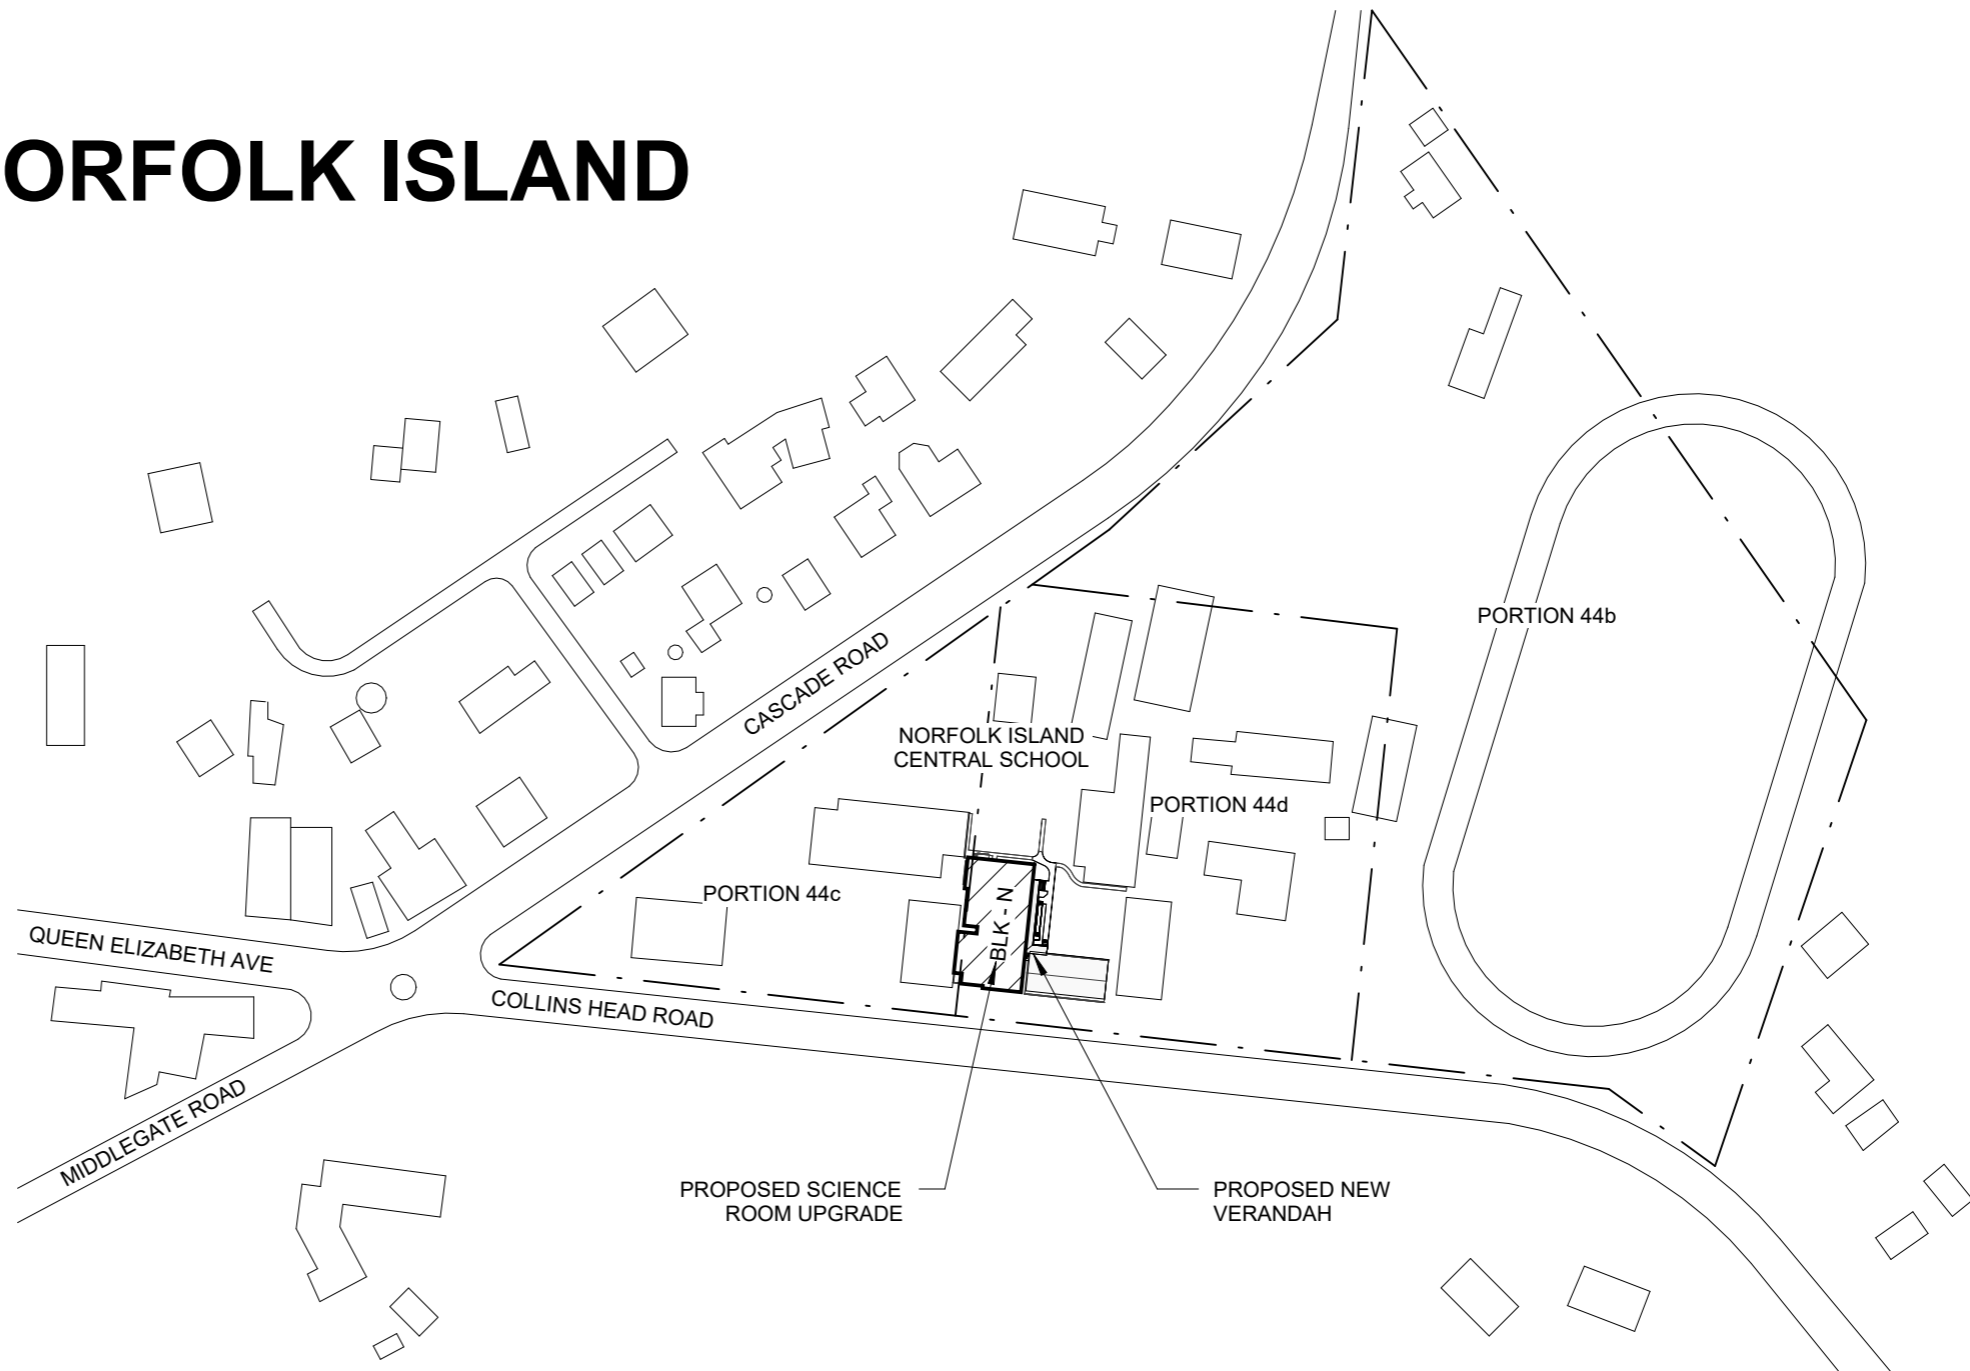 ORFOLK ISLAND
PORTION 44b
CASCADE ROAD
NORFOLK ISLAND
CENTRAL SCHOOL
PORTION 44d
PORTION 44c
BLK - N
QUEEN ELIZABETH AVE
COLLINS HEAD ROAD
MIDDLEGATE ROAD
PROPOSED SCIENCE
ROOM UPGRADE
PROPOSED NEW
VERANDAH